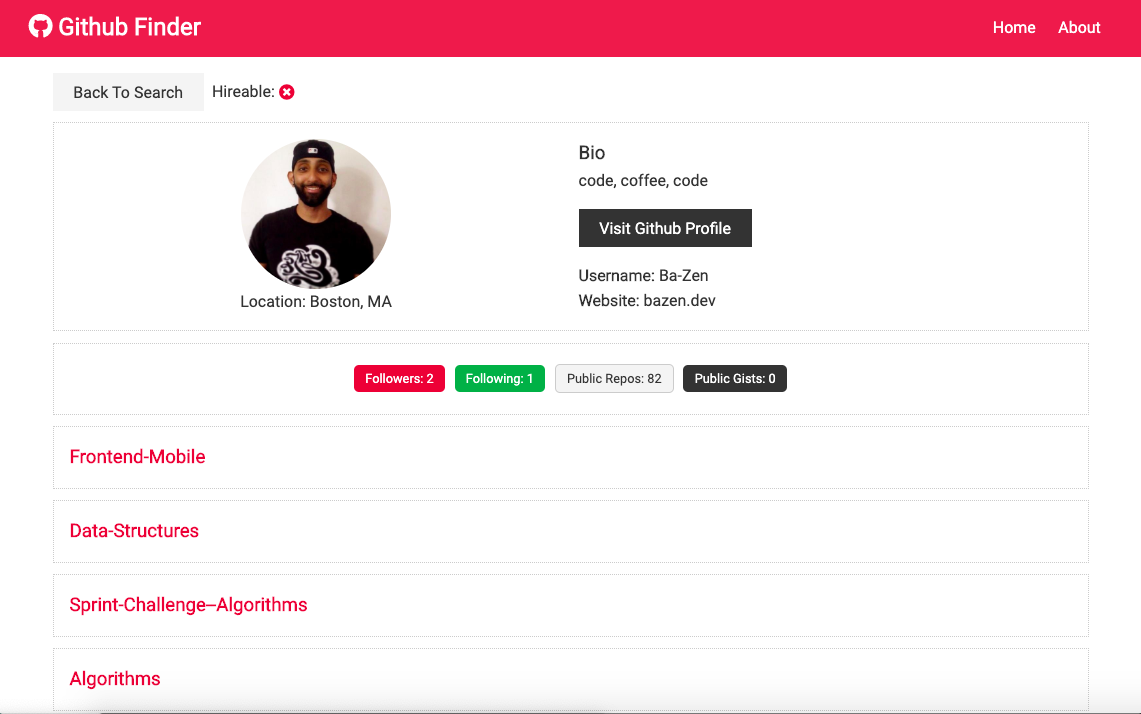 Github Finder
Home About
Back To Search Hireable:
Bio
code, coffee, code
Visit Github Profile
Username: Ba-Zen
Website: bazen.dev
Location: Boston, MA
Followers: 2 Following: 1 Public Repos: 82 Public Gists: 0
Frontend-Mobile
Data-Structures
Sprint-Challenge--Algorithms
Algorithms